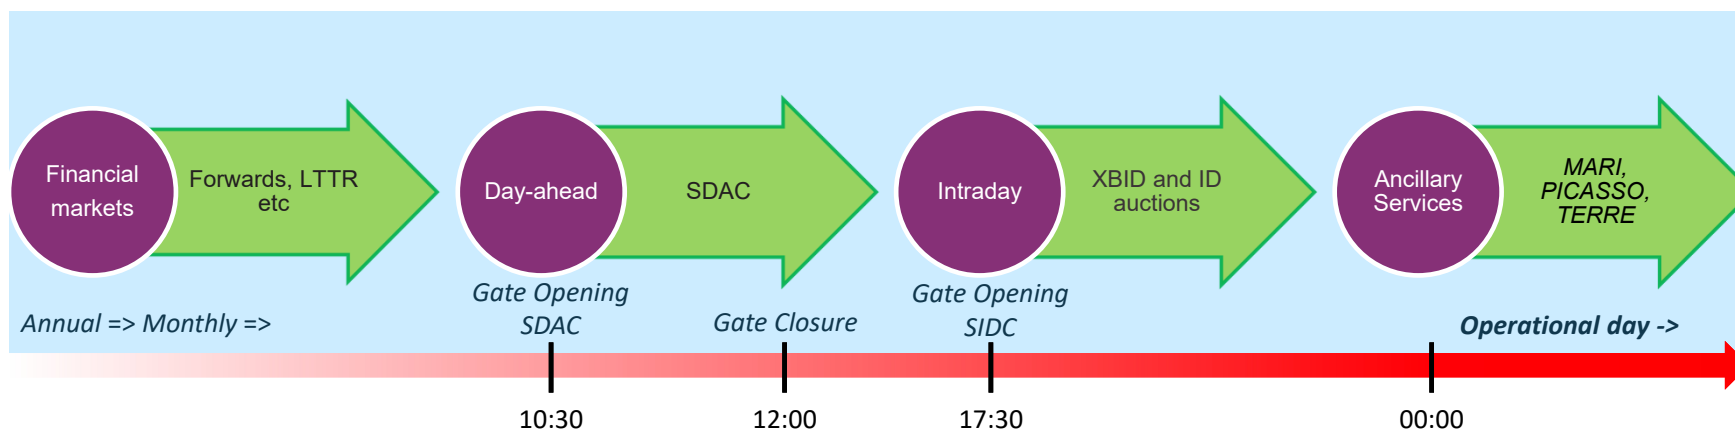 Financial
markets
Forwards, LTTR
etc
Day-ahead
SDAC
Intraday
XBID and ID
auctions
Ancillary
Services
MARI,
PICASSO,
TERRE
Annual => Monthly =>
Gate Opening
SDAC
Gate Closure
Gate Opening
SIDC
Operational day ->
10:30
12:00
17:30
00:00